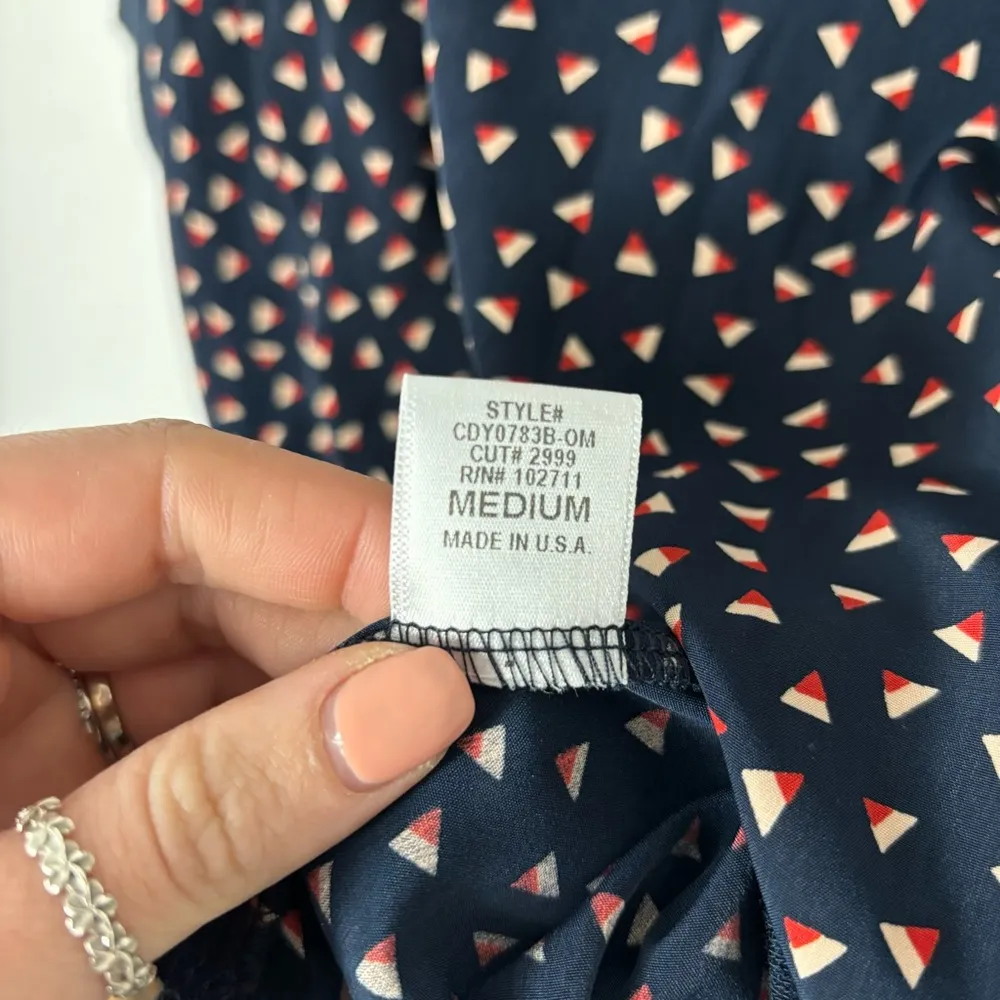 STYLE#
CDY0783B-OM
CUT# 2999
R/N# 102711
MEDIUM
MADE IN U.S.A.